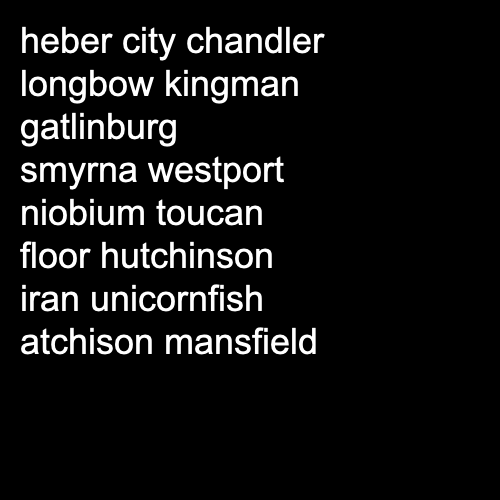 heber city chandler
longbow kingman
gatlinburg
smyrna westport
niobium toucan
floor hutchinson
iran unicornfish
atchison mansfield